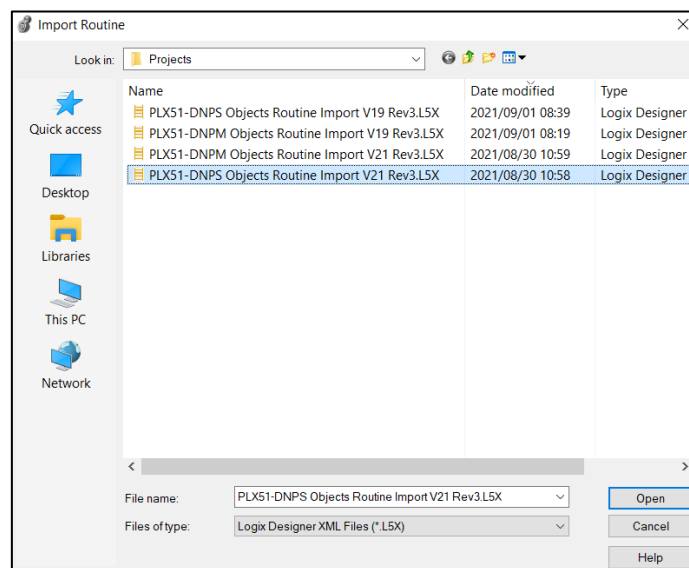 Import Routine
Look in: Projects
Name Date modified Type
PLX51-DNPS Objects Routine Import V19 Rev3.L5X 2021/09/01 08:39 Logix Designer
PLX51-DNPM Objects Routine Import V19 Rev3.L5X 2021/09/01 08:19 Logix Designer
PLX51-DNPM Objects Routine Import V21 Rev3.L5X 2021/08/30 10:59 Logix Designer
PLX51-DNPS Objects Routine Import V21 Rev3.L5X 2021/08/30 10:58 Logix Designer
Quick access
Desktop
Libraries
This PC
Network
File name: PLX51-DNPS Objects Routine Import V21 Rev3.L5X Open
Files of type: Logix Designer XML Files (*.L5X) Cancel
Help